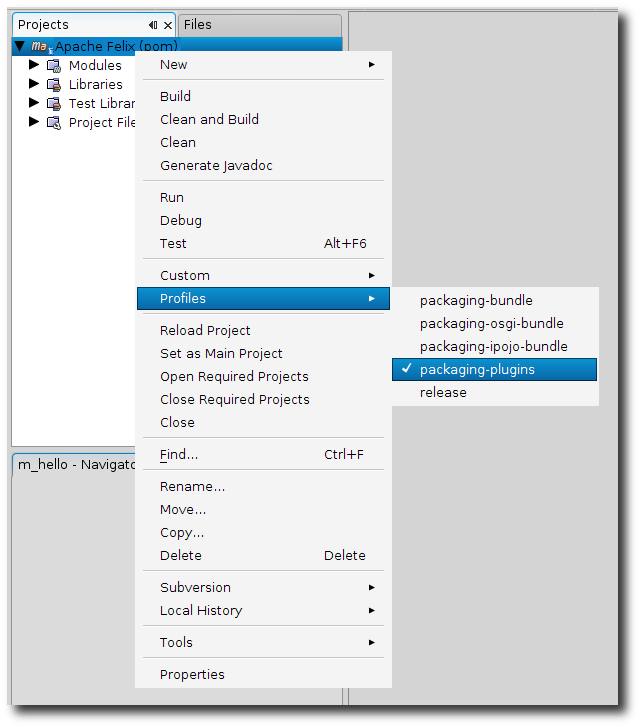 Projects
Files
Ma
Apache Felix (pom)
Modules
Libraries
Test Librar
Project File
m_hello - Navigato
New
Build
Clean and Build
Clean
Generate Javadoc
Run
Debug
Test Alt+F6
Custom
Profiles
Reload Project
Set as Main Project
Open Required Projects
Close Required Projects
Close
Find... Ctrl+F
Rename...
Move...
Copy...
Delete Delete
Subversion
Local History
Tools
Properties
packaging-bundle
packaging-osgi-bundle
packaging-ipojo-bundle
packaging-plugins
release